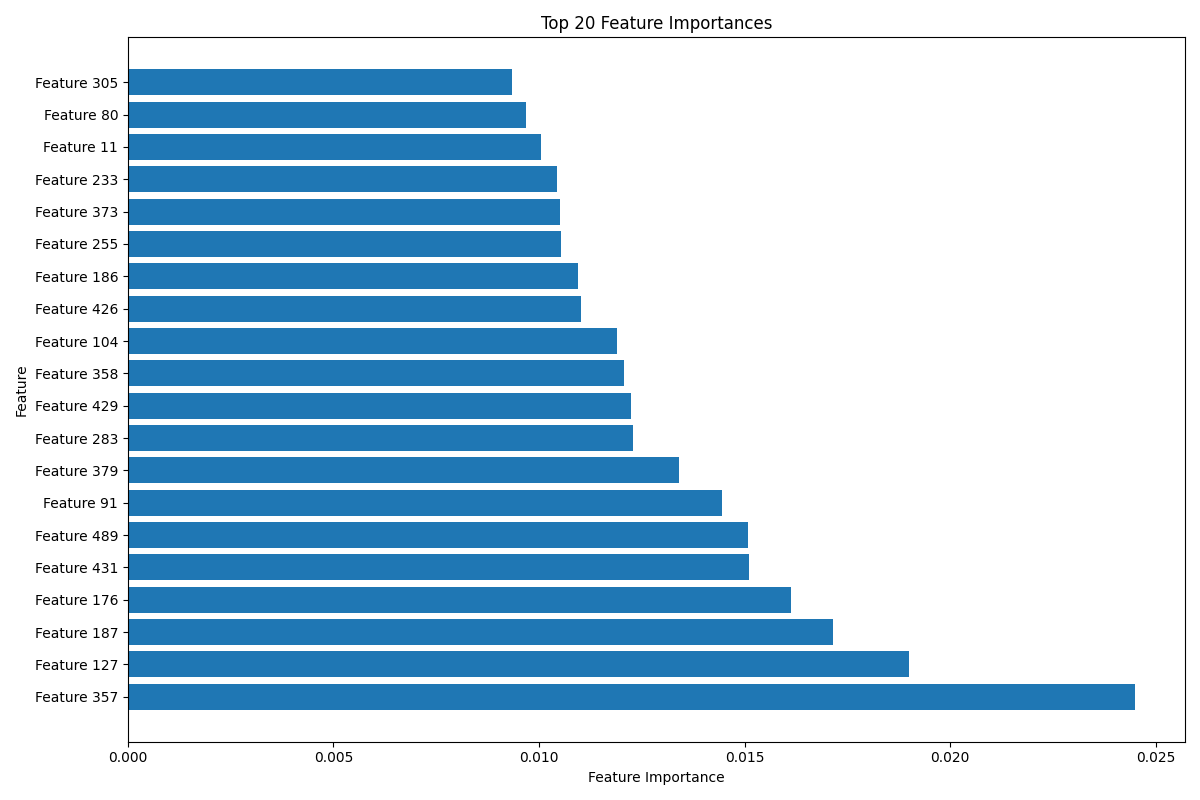 Top 20 Feature Importances
Feature
Feature 305
Feature 80
Feature 11
Feature 233
Feature 373
Feature 255
Feature 186
Feature 426
Feature 104
Feature 358
Feature 429
Feature 283
Feature 379
Feature 91
Feature 489
Feature 431
Feature 176
Feature 187
Feature 127
Feature 357
0.000 0.005 0.010 0.015 0.020 0.025
Feature Importance